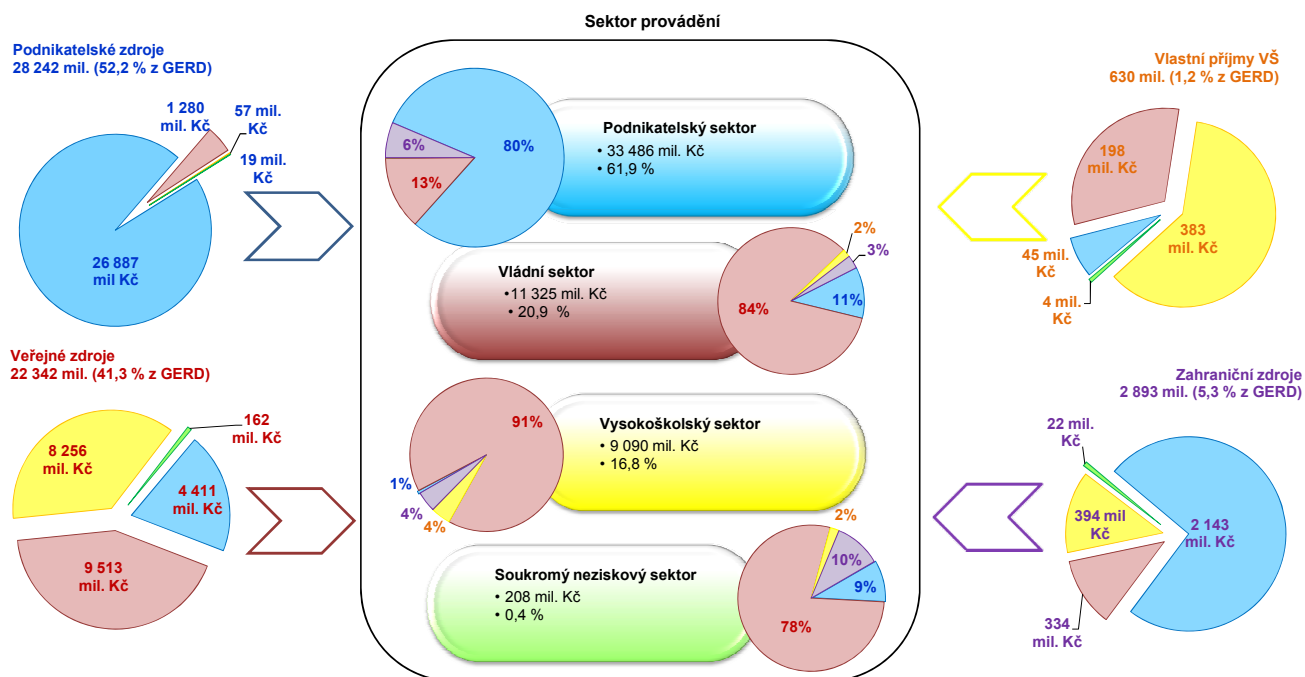 Sektor provádění
Podnikatelské zdroje
28 242 mil. (52,2 % z GERD)
1 280
mil. Kč
57 mil.
Kč
19 mil.
Kč
26 887
mil Kč
Veřejné zdroje
22 342 mil. (41,3 % z GERD)
162
mil. Kč
8 256
mil. Kč
4 411
mil. Kč
9 513
mil. Kč
80%
6%
13%
Podnikatelský sektor
• 33 486 mil. Kč
• 61,9 %
Vládní sektor
•11 325 mil. Kč
• 20,9 %
2%
3%
11%
84%
91%
1%
4%
4%
Vysokoškolský sektor
• 9 090 mil. Kč
• 16,8 %
Soukromý neziskový sektor
• 208 mil. Kč
• 0,4 %
2%
10%
9%
78%
Vlastní příjmy VŠ
630 mil. (1,2 % z GERD)
198
mil. Kč
383
mil. Kč
45 mil.
Kč
4 mil.
Kč
Zahraniční zdroje
2 893 mil. (5,3 % z GERD)
22 mil.
Kč
394 mil
Kč
2 143
mil. Kč
334
mil. Kč